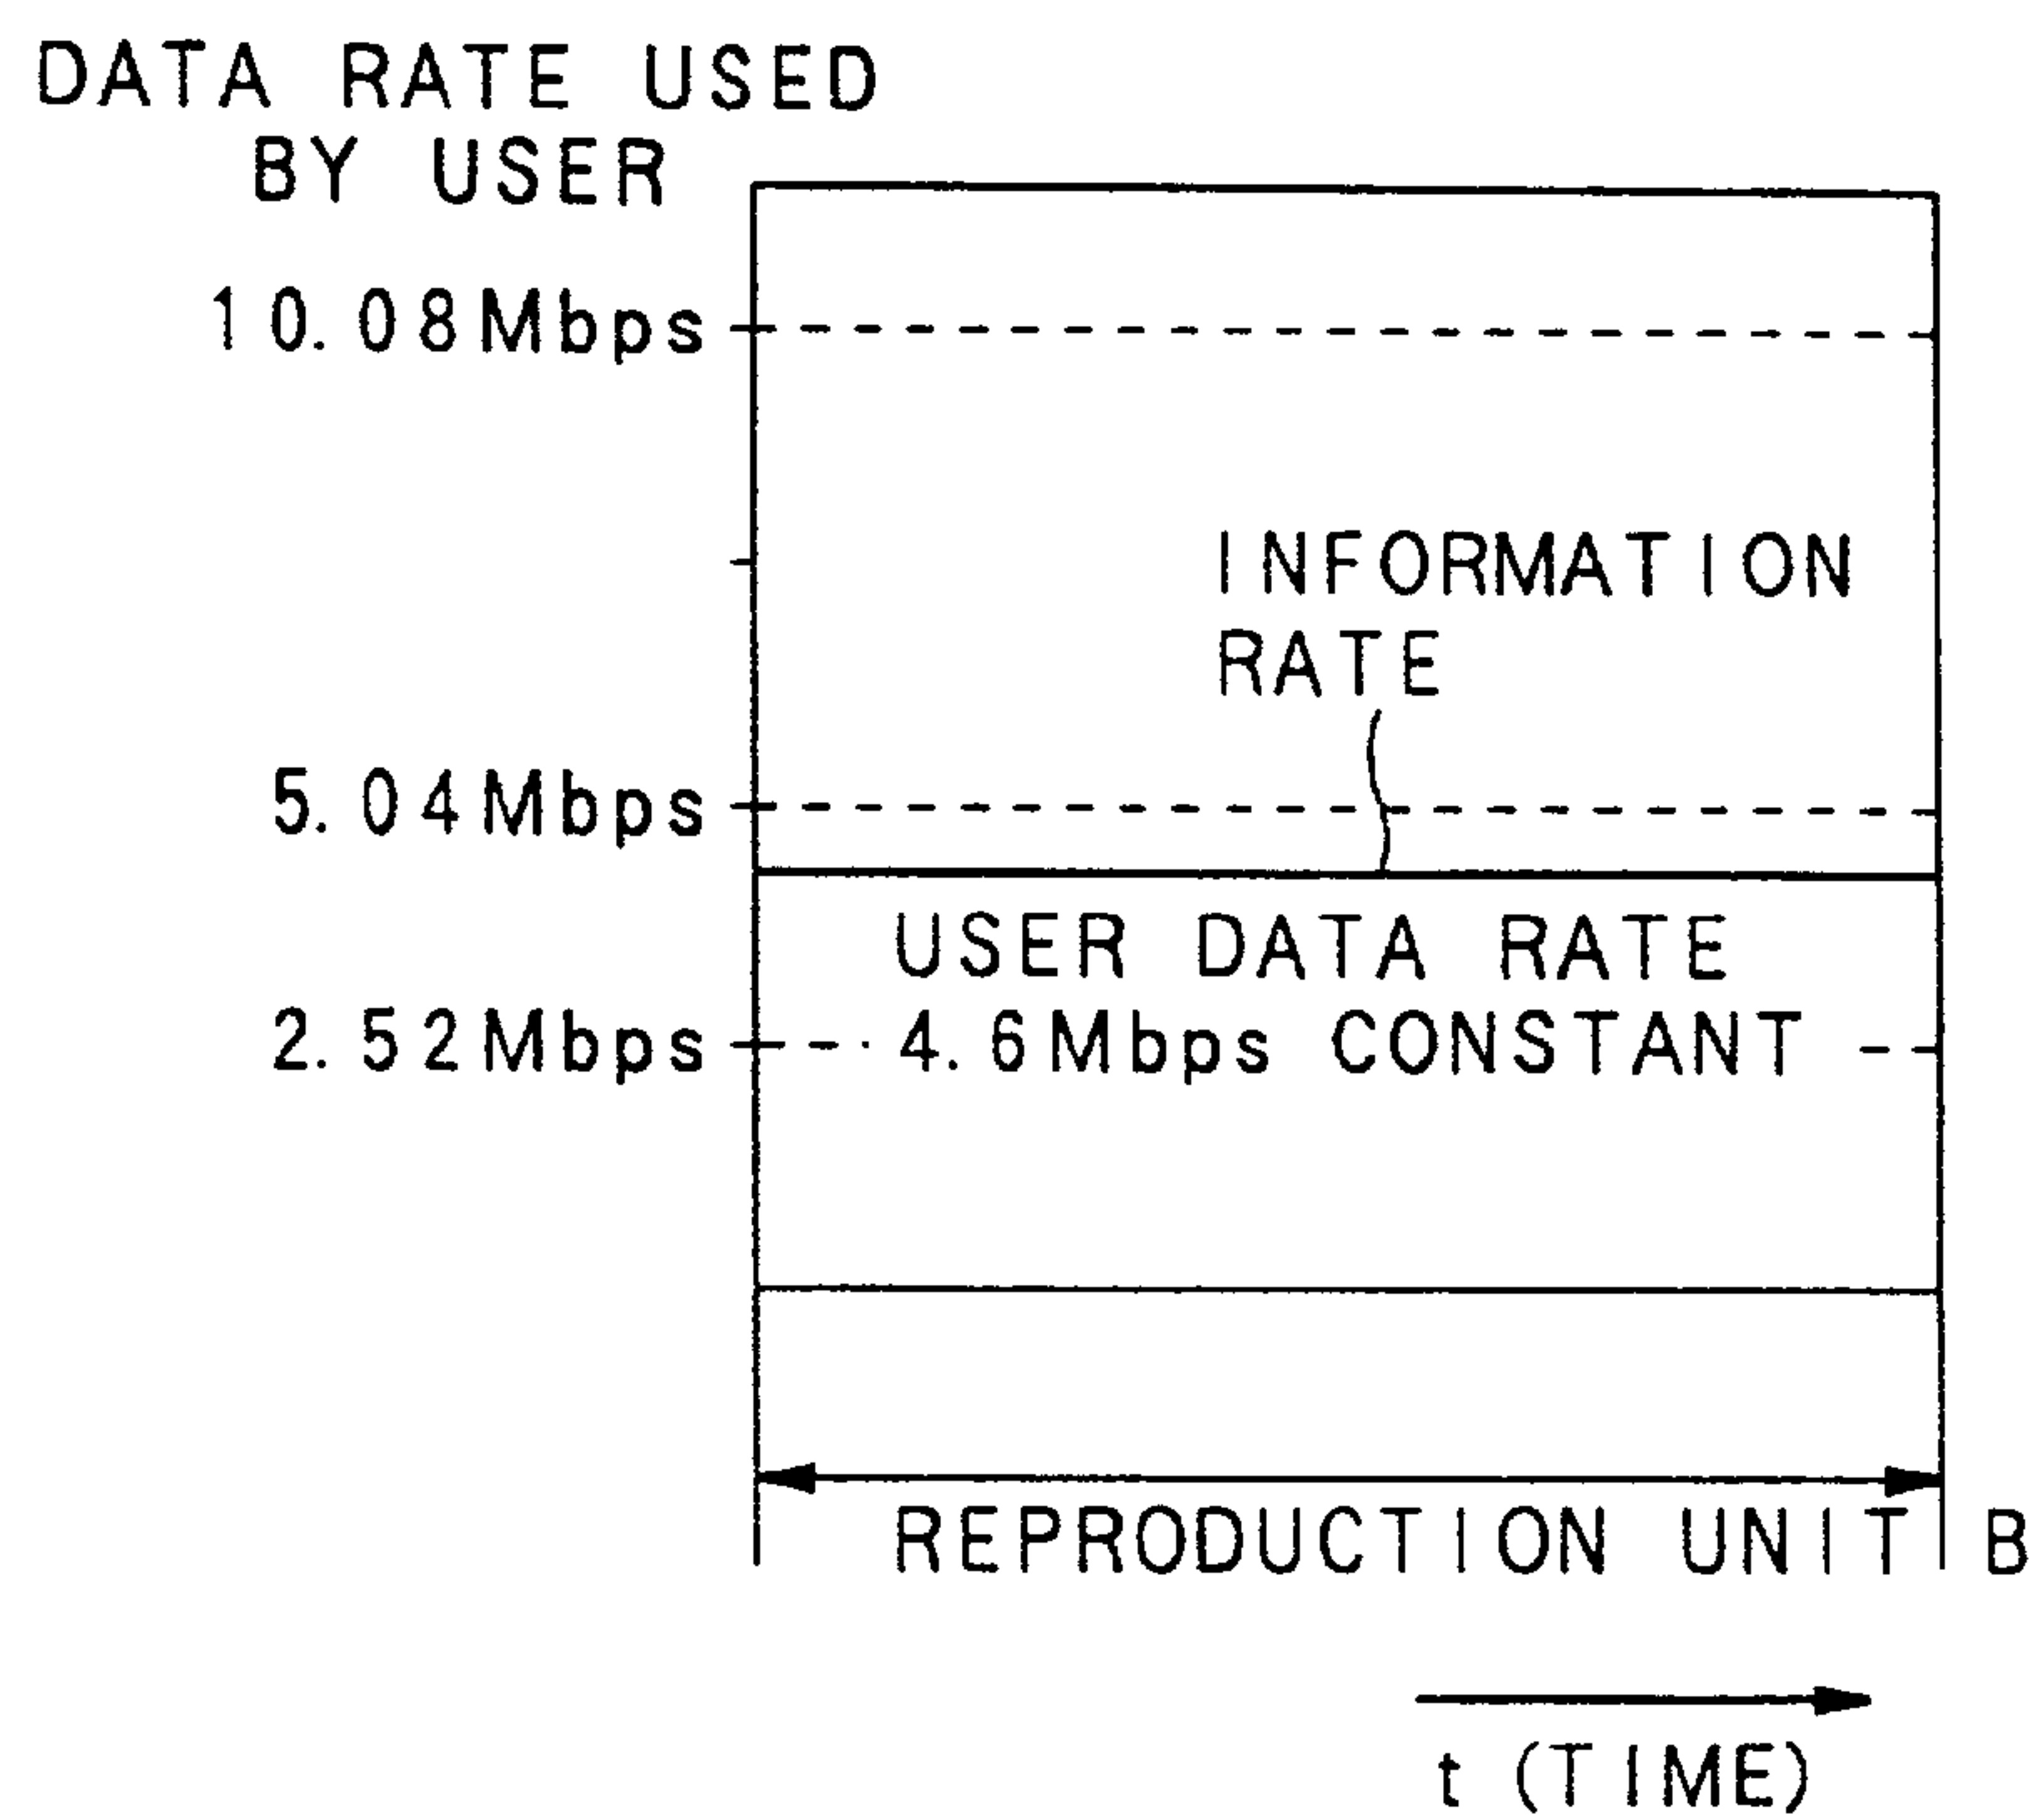 DATA RATE USED
BY USER
10.08Mbps
INFORMATION
RATE
5.04Mbps
USER DATA RATE
2.52Mbps
4.6Mbps CONSTANT
REPRODUCTION UNIT B
t (TIME)